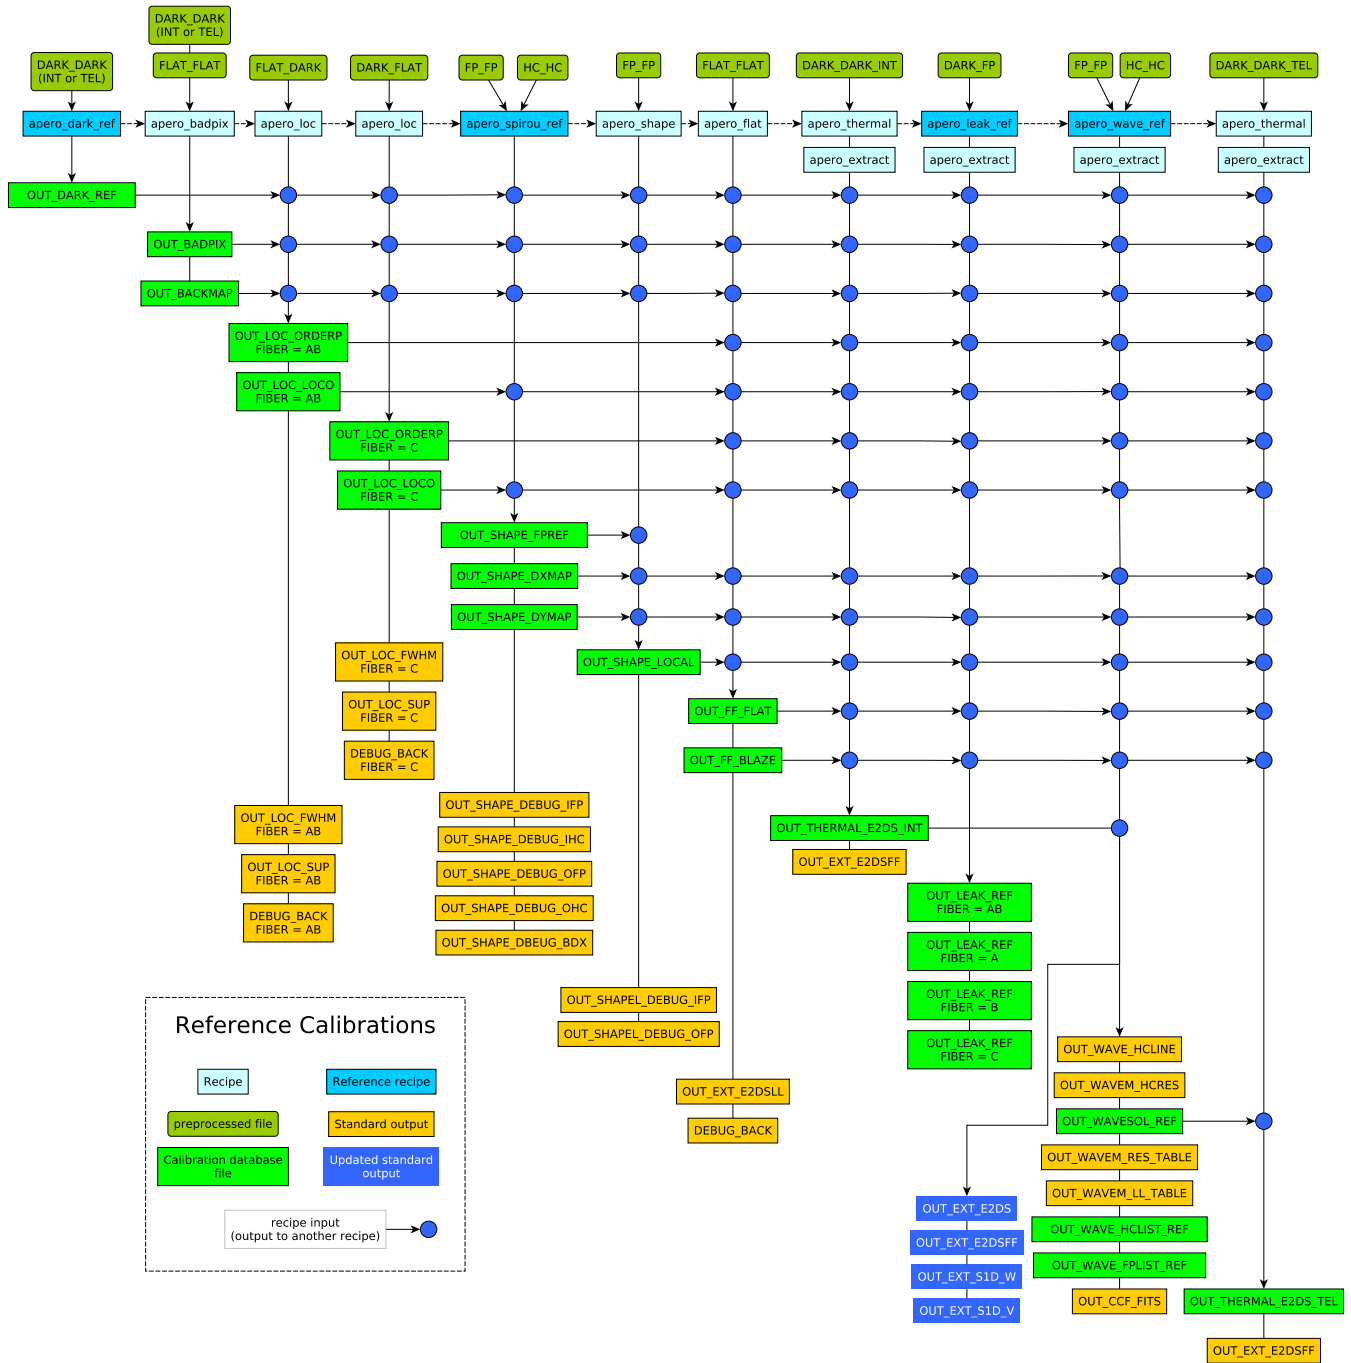 DARK_DARK
(INT or TEL)
DARK_DARK
(INT or TEL)
FLAT_FLAT
FLAT_DARK
DARK_FLAT
FP_FP
HC_HC
FP_FP
FLAT_FLAT
DARK_DARK_INT
DARK_FP
FP_FP
HC_HC
DARK_DARK_TEL
apero_dark_ref
apero_badpix
apero_loc
apero_loc
apero_spirou_ref
apero_shape
apero_flat
apero_thermal
apero_leak_ref
apero_wave_ref
apero_thermal
apero_extract
apero_extract
apero_extract
apero_extract
OUT_DARK_REF
OUT_BADPIX
OUT_BACKMAP
OUT_LOC_ORDERP
FIBER = AB
OUT_LOC_LOCO
FIBER = AB
OUT_LOC_ORDERP
FIBER = C
OUT_LOC_LOCO
FIBER = C
OUT_SHAPE_FPREF
OUT_SHAPE_DXMAP
OUT_SHAPE_DYMAP
OUT_LOC_FWHM
FIBER = C
OUT_SHAPE_LOCAL
OUT_LOC_SUP
FIBER = C
OUT_FF_FLAT
DEBUG_BACK
FIBER = C
OUT_FF_BLAZE
OUT_LOC_FWHM
FIBER = AB
OUT_SHAPE_DEBUG_IFP
OUT_THERMAL_E2DS_INT
OUT_SHAPE_DEBUG_IHC
OUT_EXT_E2DSFF
OUT_LOC_SUP
FIBER = AB
OUT_SHAPE_DEBUG_OFP
OUT_LEAK_REF
FIBER = AB
OUT_SHAPE_DEBUG_OHC
DEBUG_BACK
FIBER = AB
OUT_SHAPE_DBEUG_BDX
OUT_LEAK_REF
FIBER = A
OUT_LEAK_REF
FIBER = B
OUT_SHAPEL_DEBUG_IFP
OUT_SHAPEL_DEBUG_OFP
OUT_LEAK_REF
FIBER = C
OUT_WAVE_HCLINE
OUT_WAVEM_HCRES
OUT_EXT_E2DSLL
OUT_WAVESOL_REF
DEBUG_BACK
OUT_WAVEM_RES_TABLE
OUT_WAVEM_LL_TABLE
OUT_EXT_E2DS
OUT_WAVE_HCLIST_REF
OUT_EXT_E2DSFF
OUT_WAVE_FPLIST_REF
OUT_EXT_S1D_W
OUT_CCF_FITS
OUT_THERMAL_E2DS_TEL
OUT_EXT_S1D_V
OUT_EXT_E2DSFF
Reference Calibrations
Recipe
Reference recipe
preprocessed file
Standard output
Calibration database
file
Updated standard
output
recipe input
(output to another recipe)